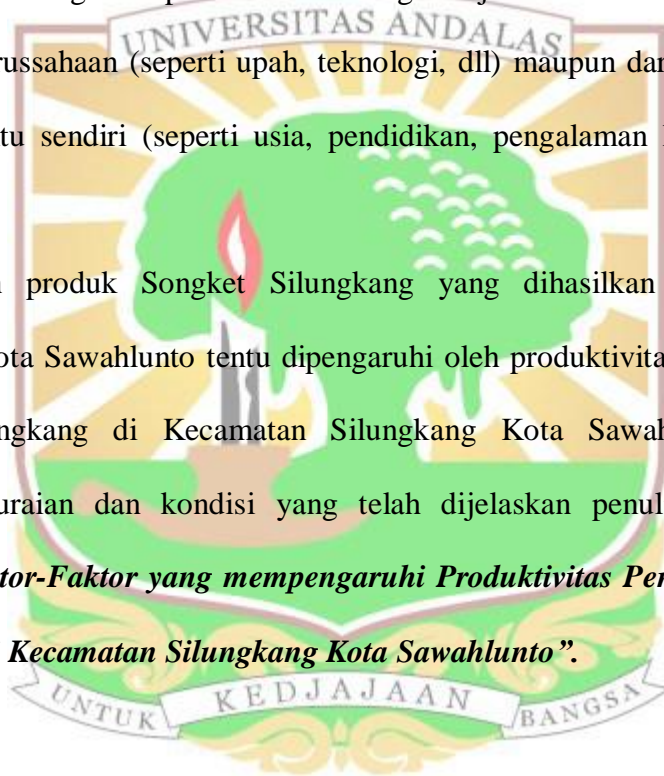 UNIVERSITAS ANDALAS
russahaan (seperti upah, teknologi, dll) maupun dar
tu sendiri (seperti usia, pendidikan, pengalaman
produk Songket Silungkang yang dihasilkan
ota Sawahlunto tentu dipengaruhi oleh produktivita
ngkang di Kecamatan Silungkang Kota Sawah
uraian dan kondisi yang telah dijelaskan penul
tor-Faktor yang mempengaruhi Produktivitas Pen
Kecamatan Silungkang Kota Sawahlunto”.
UNTUK KEDJAJAAN BANGSA